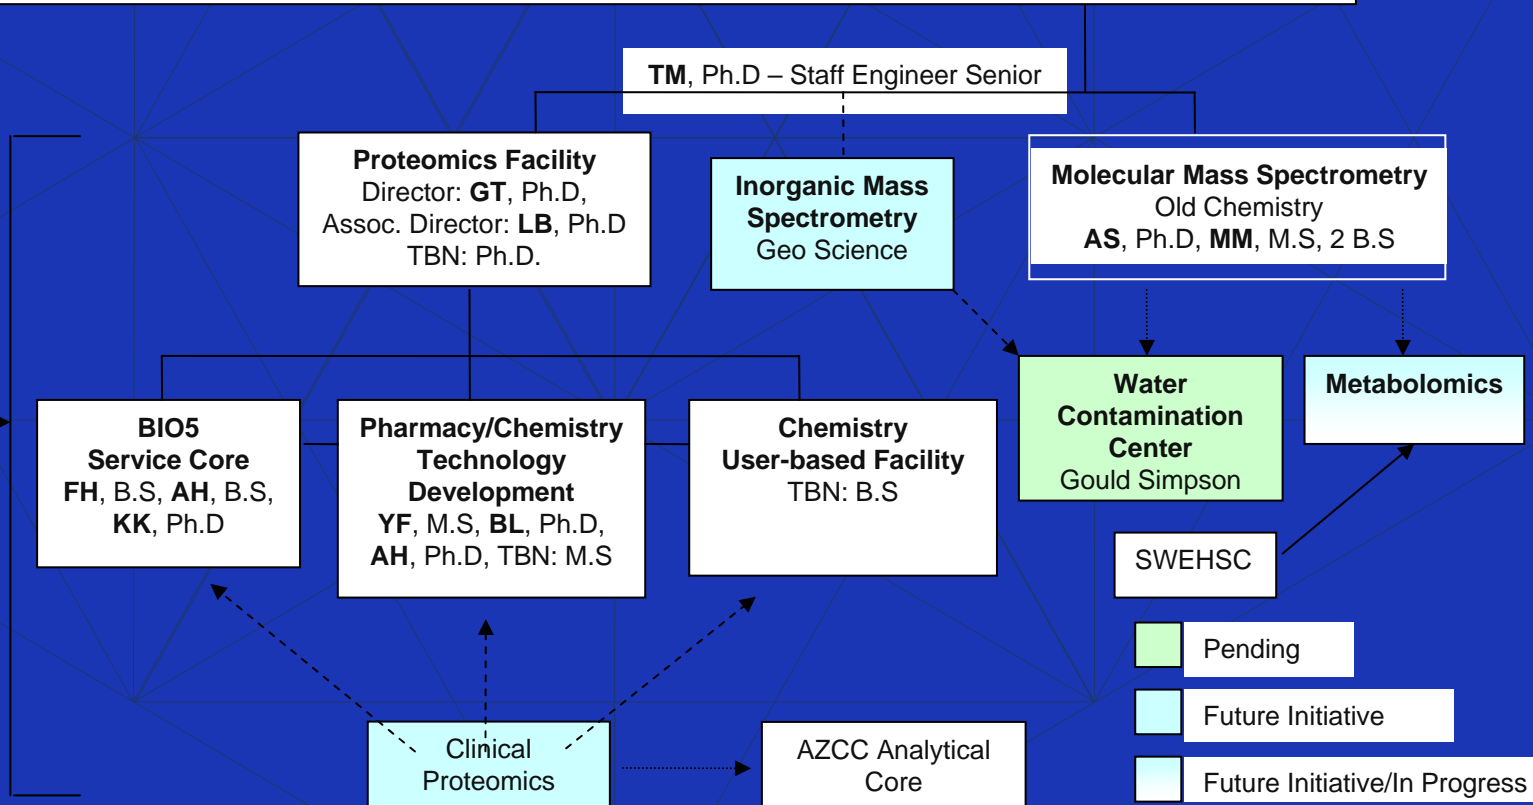 TM, Ph.D – Staff Engineer Senior
Proteomics Facility
Director: GT, Ph.D,
Assoc. Director: LB, Ph.D
TBN: Ph.D.
Inorganic Mass
Spectrometry
Geo Science
Molecular Mass Spectrometry
Old Chemistry
AS, Ph.D, MM, M.S, 2 B.S
BIO5
Service Core
FH, B.S, AH, B.S,
KK, Ph.D
Pharmacy/Chemistry
Technology
Development
YF, M.S, BL, Ph.D,
AH, Ph.D, TBN: M.S
Chemistry
User-based Facility
TBN: B.S
Water
Contamination
Center
Gould Simpson
Metabolomics
SWEHSC
Clinical
Proteomics
AZCC Analytical
Core
Pending
Future Initiative
Future Initiative/In Progress